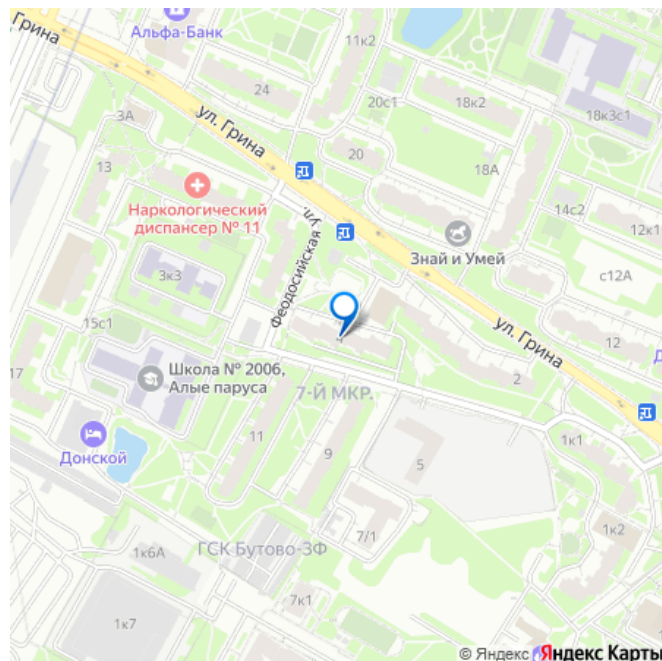 Грина
Альфа-Банк
11к2
24
20с1
18к2
18к3с1
3А
ул. Грина
20
18А
13
Наркологический
диспансер № 11
Феодосийская ул.
Знай и Умей
14с2
12к1
3к3
с12А
15с1
ул. Грина
12
17
Школа № 2006,
Алые паруса
2
7-Й МКР.
Донской
11
9
5
1к1
7/1
1к2
1к6А
ГСК Бутово-3Ф
7к1
1к7
© Яндекс
Яндекс Карты